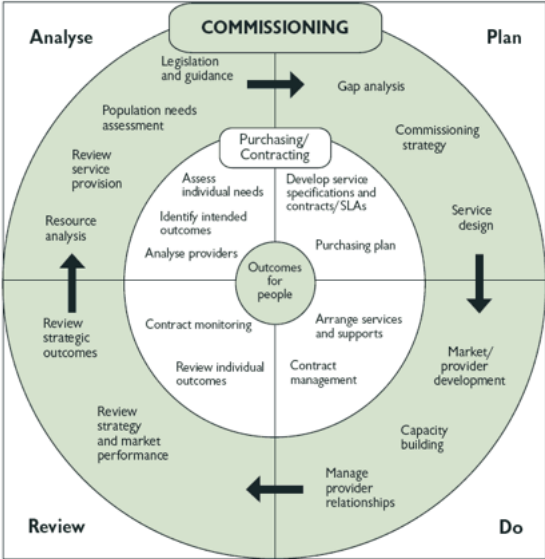 COMMISSIONING
Analyse
Plan
Legislation
and guidance
Population needs
assessment
Review
service
provision
Resource
analysis
Gap analysis
Commissioning
strategy
Service
design
Purchasing/
Contracting
Assess
individual needs
Identify intended
outcomes
Analyse providers
Develop service
specifications and
contracts/SLAs
Purchasing plan
Outcomes
for
people
Contract monitoring
Review individual
outcomes
Arrange services
and supports
Contract
management
Review
strategic
outcomes
Review
strategy
and market
performance
Market/
provider
development
Capacity
building
Manage
provider
relationships
Review
Do